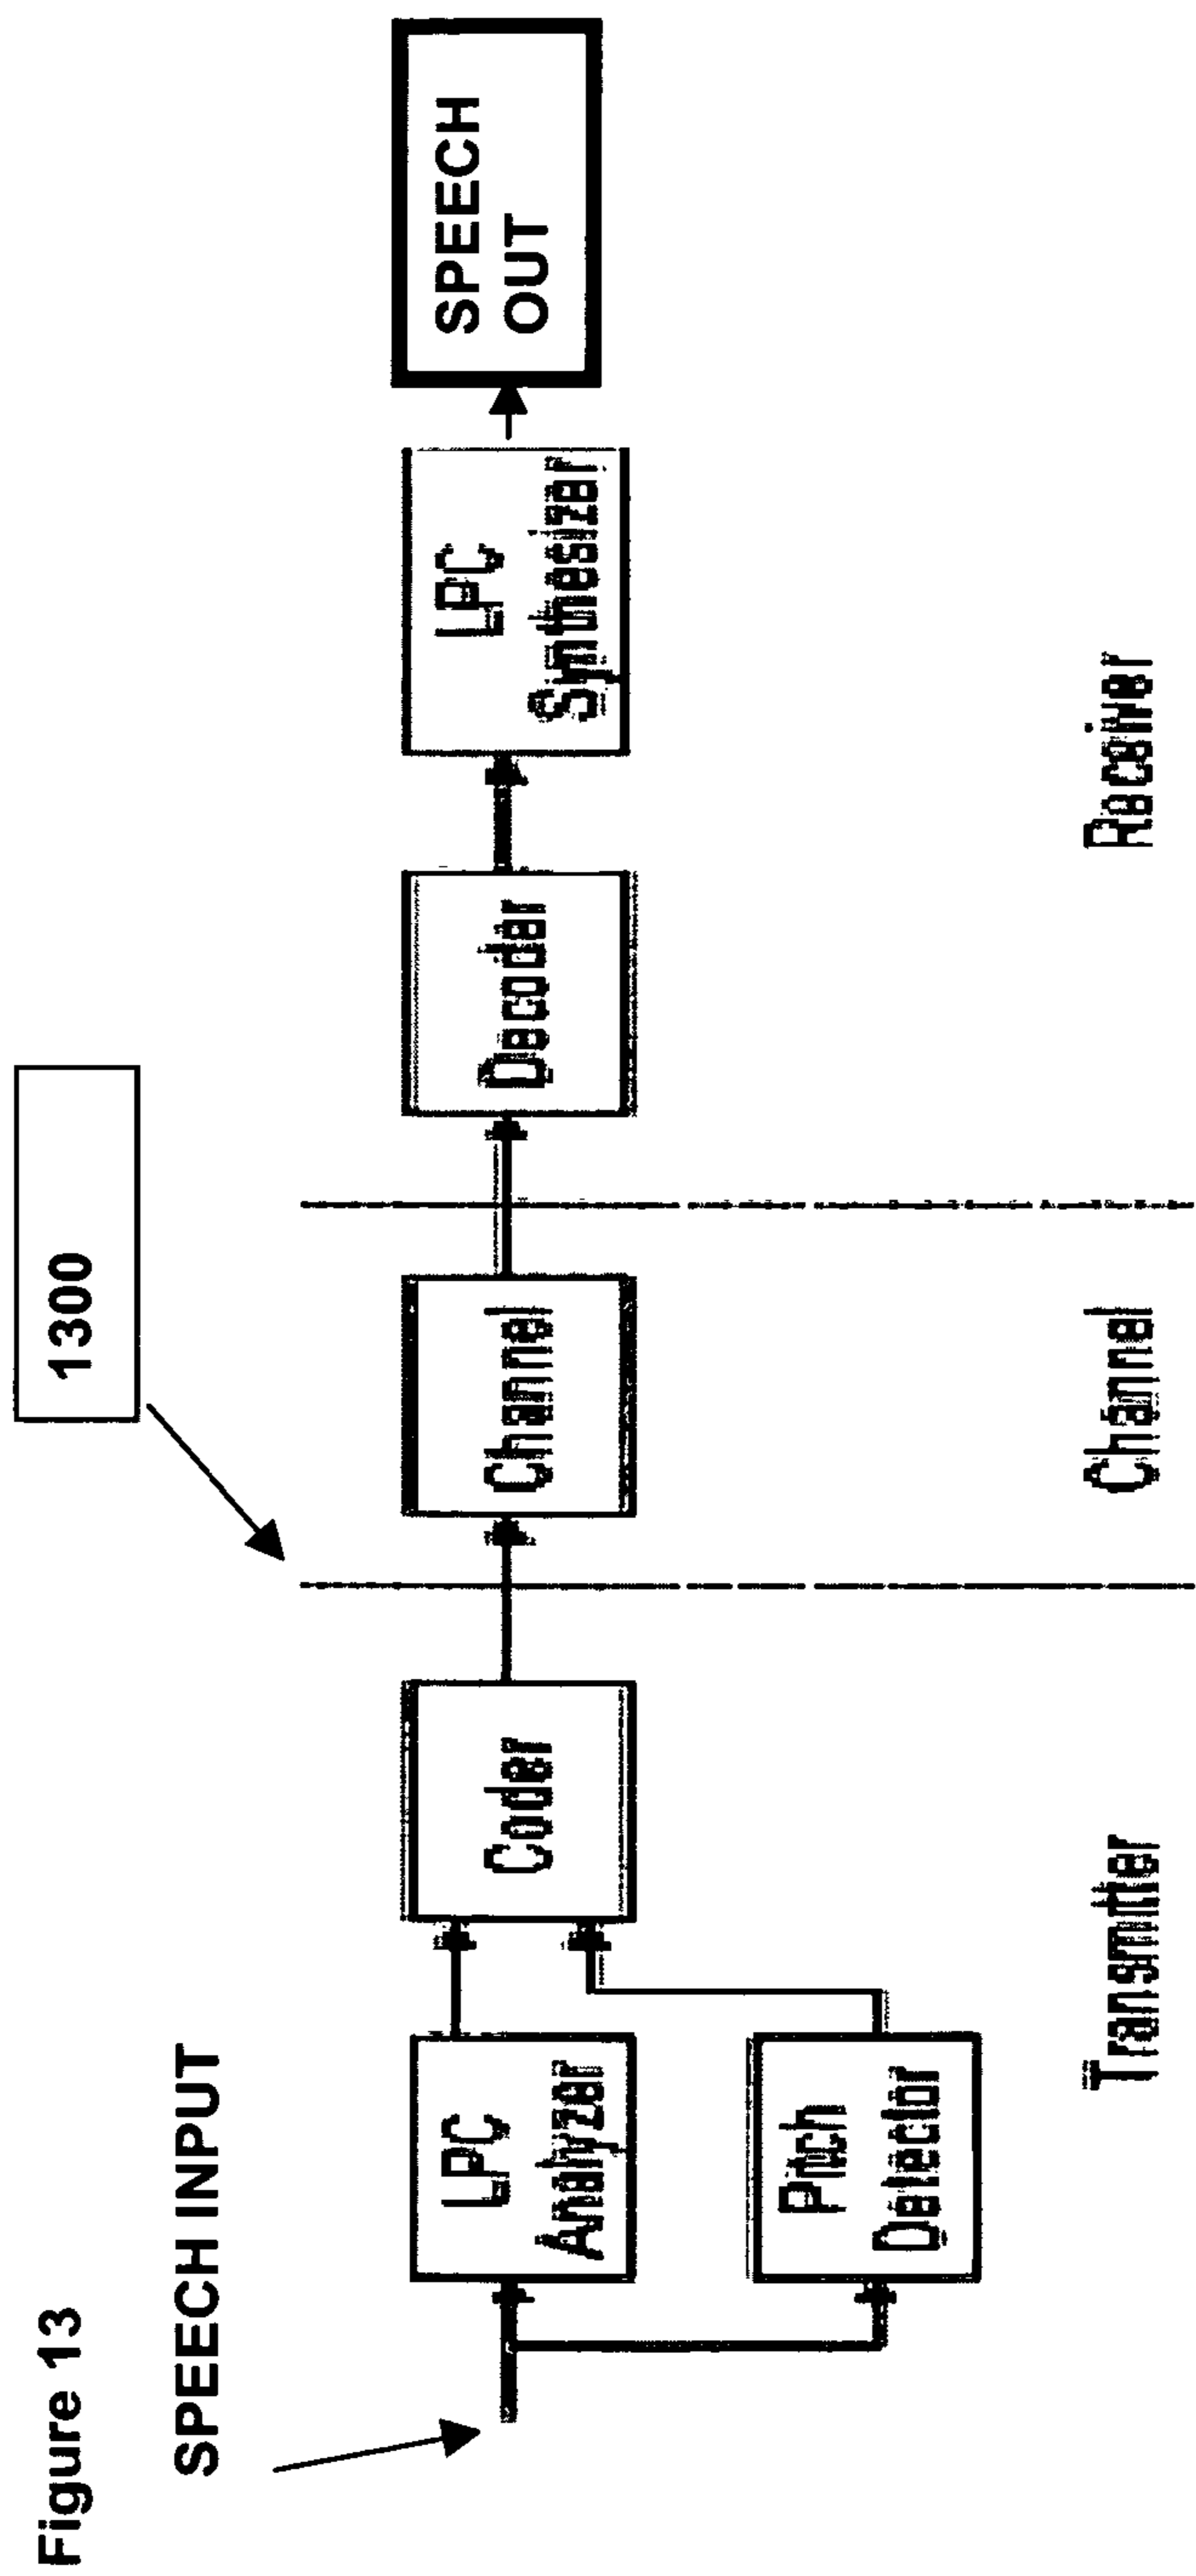 Figure 13
1300
SPEECH INPUT
LPC
Analyzer
Pitch
Detector
Coder
Channel
Decoder
LPC
Synthesizer
SPEECH
OUT
Transmitter
Channel
Receiver